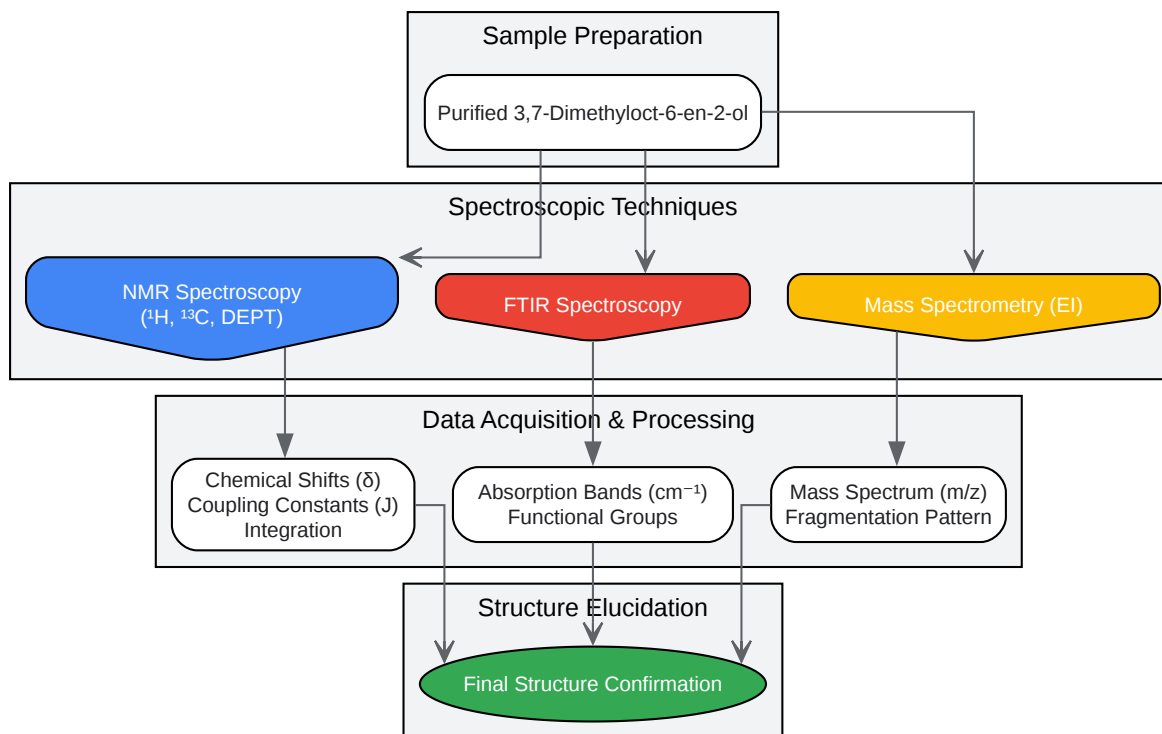 Sample Preparation
Purified 3,7-Dimethyloct-6-en-2-ol
Spectroscopic Techniques
NMR Spectroscopy
(¹H, ¹³C, DEPT)
FTIR Spectroscopy
Mass Spectrometry (EI)
Data Acquisition & Processing
Chemical Shifts (δ)
Coupling Constants (J)
Integration
Absorption Bands (cm⁻¹)
Functional Groups
Mass Spectrum (m/z)
Fragmentation Pattern
Structure Elucidation
Final Structure Confirmation